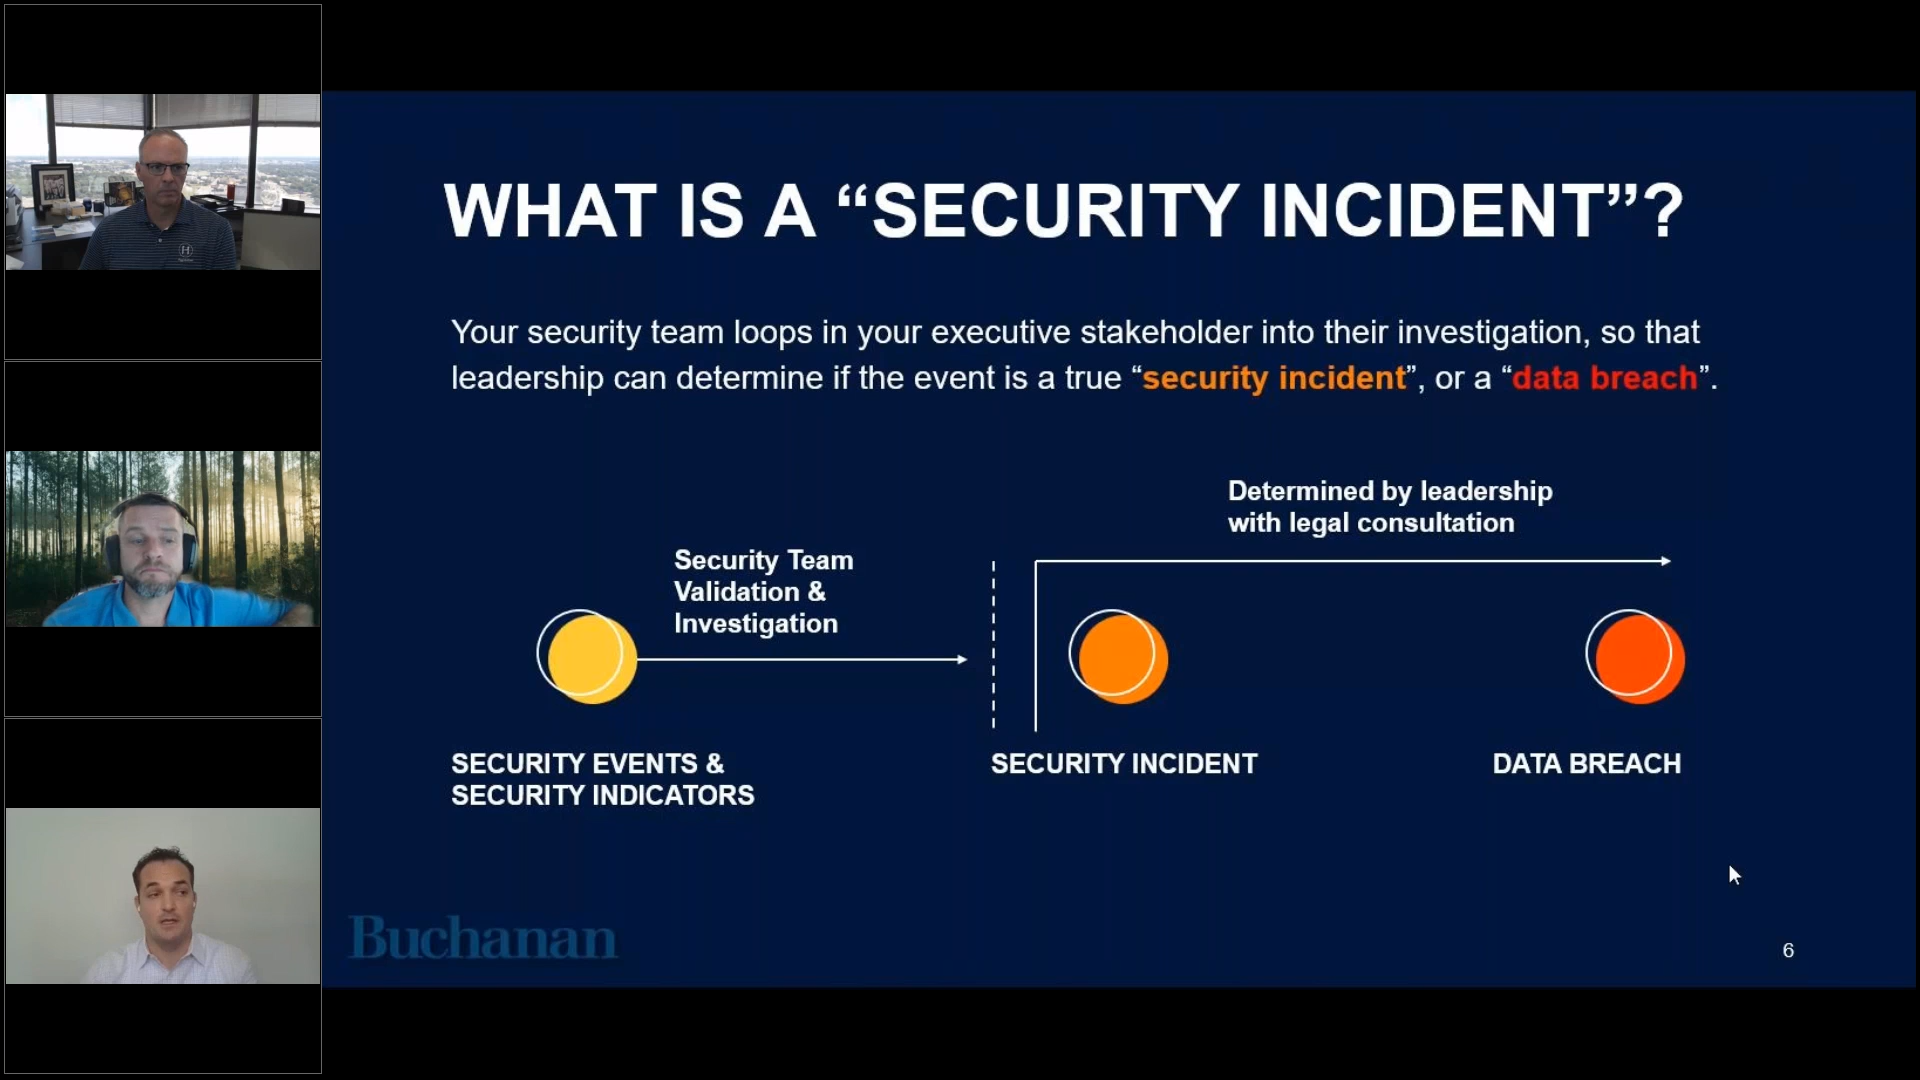 WHAT IS A “SECURITY INCIDENT”?
Your security team loops in your executive stakeholder into their investigation, so that
leadership can determine if the event is a true “security incident”, or a “data breach”.
Determined by leadership
with legal consultation
Security Team
Validation &
Investigation
SECURITY EVENTS &
SECURITY INDICATORS
SECURITY INCIDENT
DATA BREACH
Buchanan
6